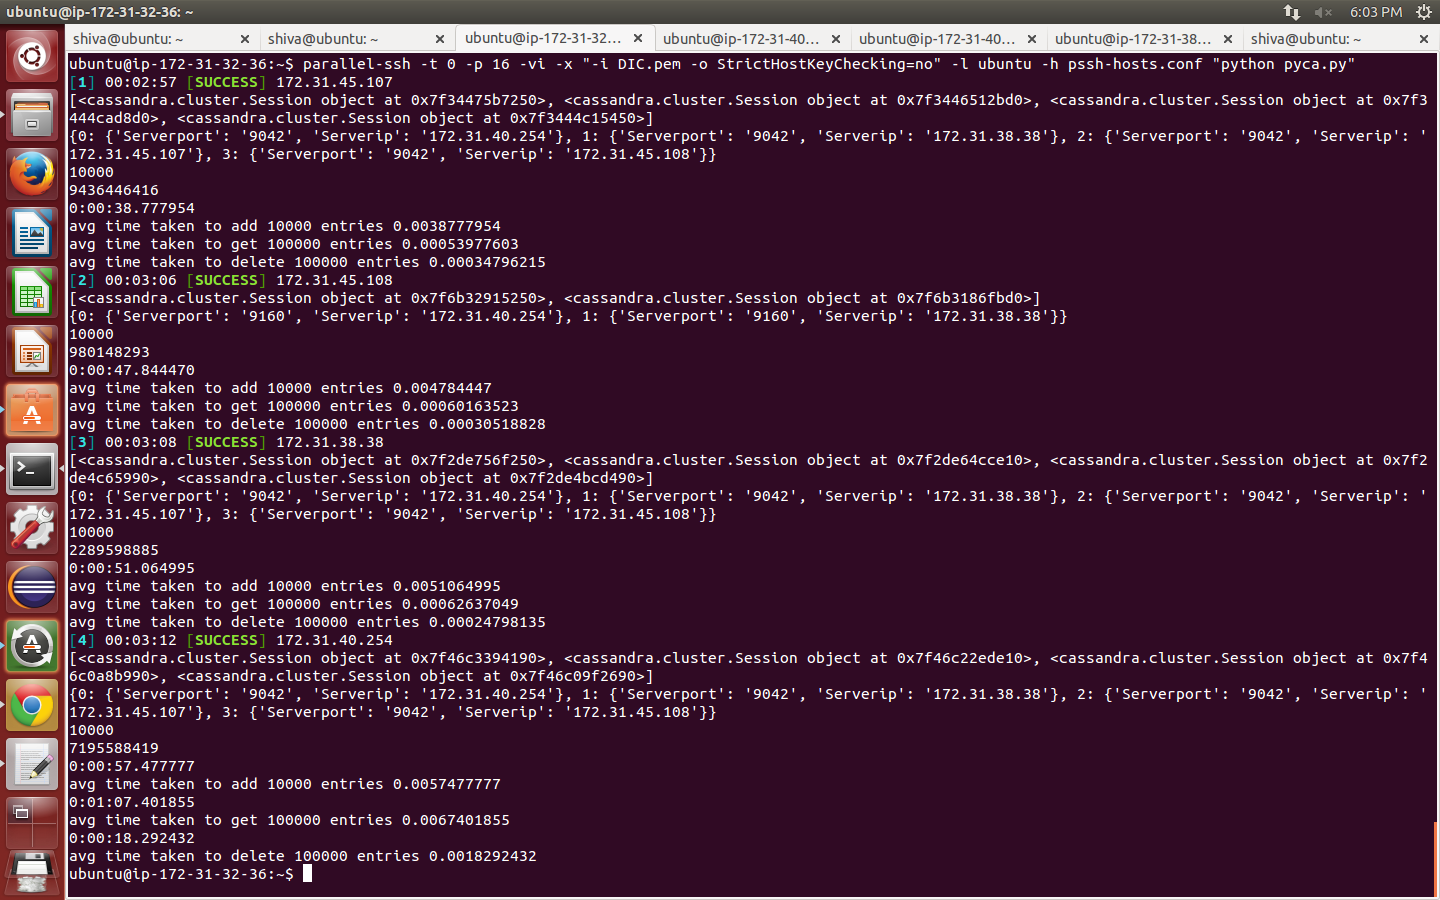 ubuntu@ip-172-31-32-36: ~
6:03 PM
shiva@ubuntu: ~
shiva@ubuntu: ~
ubuntu@ip-172-31-32...
ubuntu@ip-172-31-40...
ubuntu@ip-172-31-40...
ubuntu@ip-172-31-38...
shiva@ubuntu: ~
ubuntu@ip-172-31-32-36:~$ parallel-ssh -t 0 -p 16 -vi -x "-i DIC.pem -o StrictHostKeyChecking=no" -l ubuntu -h pssh-hosts.conf "python pyca.py"
[1] 00:02:57 [SUCCESS] 172.31.45.107
[<cassandra.cluster.Session object at 0x7f34475b7250>, <cassandra.cluster.Session object at 0x7f3446512bd0>, <cassandra.cluster.Session object at 0x7f3
444cad8d0>, <cassandra.cluster.Session object at 0x7f3444c15450>]
{0: {'Serverport': '9042', 'Serverip': '172.31.40.254'}, 1: {'Serverport': '9042', 'Serverip': '172.31.38.38'}, 2: {'Serverport': '9042', 'Serverip': '
172.31.45.107'}, 3: {'Serverport': '9042', 'Serverip': '172.31.45.108'}}
10000
9436446416
0:00:38.777954
avg time taken to add 10000 entries 0.0038777954
avg time taken to get 100000 entries 0.00053977603
avg time taken to delete 100000 entries 0.00034796215
[2] 00:03:06 [SUCCESS] 172.31.45.108
[<cassandra.cluster.Session object at 0x7f6b32915250>, <cassandra.cluster.Session object at 0x7f6b3186fbd0>]
{0: {'Serverport': '9160', 'Serverip': '172.31.40.254'}, 1: {'Serverport': '9160', 'Serverip': '172.31.38.38'}}
10000
980148293
0:00:47.844470
avg time taken to add 10000 entries 0.004784447
avg time taken to get 100000 entries 0.00060163523
avg time taken to delete 100000 entries 0.00030518828
[3] 00:03:08 [SUCCESS] 172.31.38.38
[<cassandra.cluster.Session object at 0x7f2de756f250>, <cassandra.cluster.Session object at 0x7f2de64cce10>, <cassandra.cluster.Session object at 0x7f2
de4c65990>, <cassandra.cluster.Session object at 0x7f2de4bcd490>]
{0: {'Serverport': '9042', 'Serverip': '172.31.40.254'}, 1: {'Serverport': '9042', 'Serverip': '172.31.38.38'}, 2: {'Serverport': '9042', 'Serverip': '
172.31.45.107'}, 3: {'Serverport': '9042', 'Serverip': '172.31.45.108'}}
10000
2289598885
0:00:51.064995
avg time taken to add 10000 entries 0.0051064995
avg time taken to get 100000 entries 0.00062637049
avg time taken to delete 100000 entries 0.00024798135
[4] 00:03:12 [SUCCESS] 172.31.40.254
[<cassandra.cluster.Session object at 0x7f46c3394190>, <cassandra.cluster.Session object at 0x7f46c22ede10>, <cassandra.cluster.Session object at 0x7f4
6c0a8b990>, <cassandra.cluster.Session object at 0x7f46c09f2690>]
{0: {'Serverport': '9042', 'Serverip': '172.31.40.254'}, 1: {'Serverport': '9042', 'Serverip': '172.31.38.38'}, 2: {'Serverport': '9042', 'Serverip': '
172.31.45.107'}, 3: {'Serverport': '9042', 'Serverip': '172.31.45.108'}}
10000
7195588419
0:00:57.477777
avg time taken to add 10000 entries 0.0057477777
0:01:07.401855
avg time taken to get 100000 entries 0.0067401855
0:00:18.292432
avg time taken to delete 100000 entries 0.0018292432
ubuntu@ip-172-31-32-36:~$